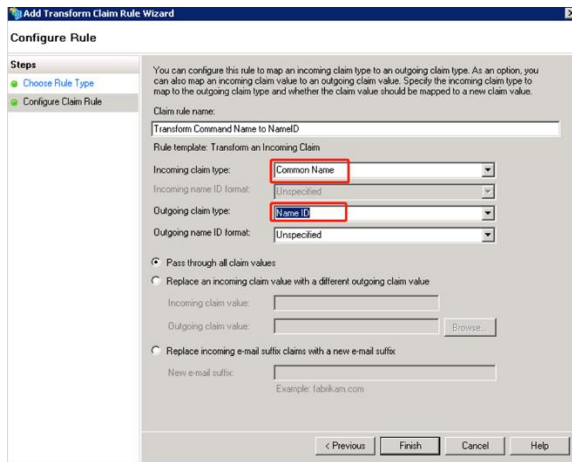 Add Transform Claim Rule Wizard
Configure Rule
Steps
Choose Rule Type
Configure Claim Rule
You can configure this rule to map an incoming claim type to an outgoing claim type. As an option, you
can also map an incoming claim value to an outgoing claim value. Specify the incoming claim type to
map to the outgoing claim type and whether the claim value should be mapped to a new claim value.
Claim rule name:
Transform Command Name to NameID
Rule template: Transform an Incoming Claim
Incoming claim type: Common Name
Incoming name ID format: Unspecified
Outgoing claim type: Name ID
Outgoing name ID format: Unspecified
Pass through all claim values
Replace an incoming claim value with a different outgoing claim value
Incoming claim value:
Outgoing claim value: Browse...
Replace incoming e-mail suffix claims with a new e-mail suffix
New e-mail suffix:
Example: fabrikam.com
< Previous Finish Cancel Help